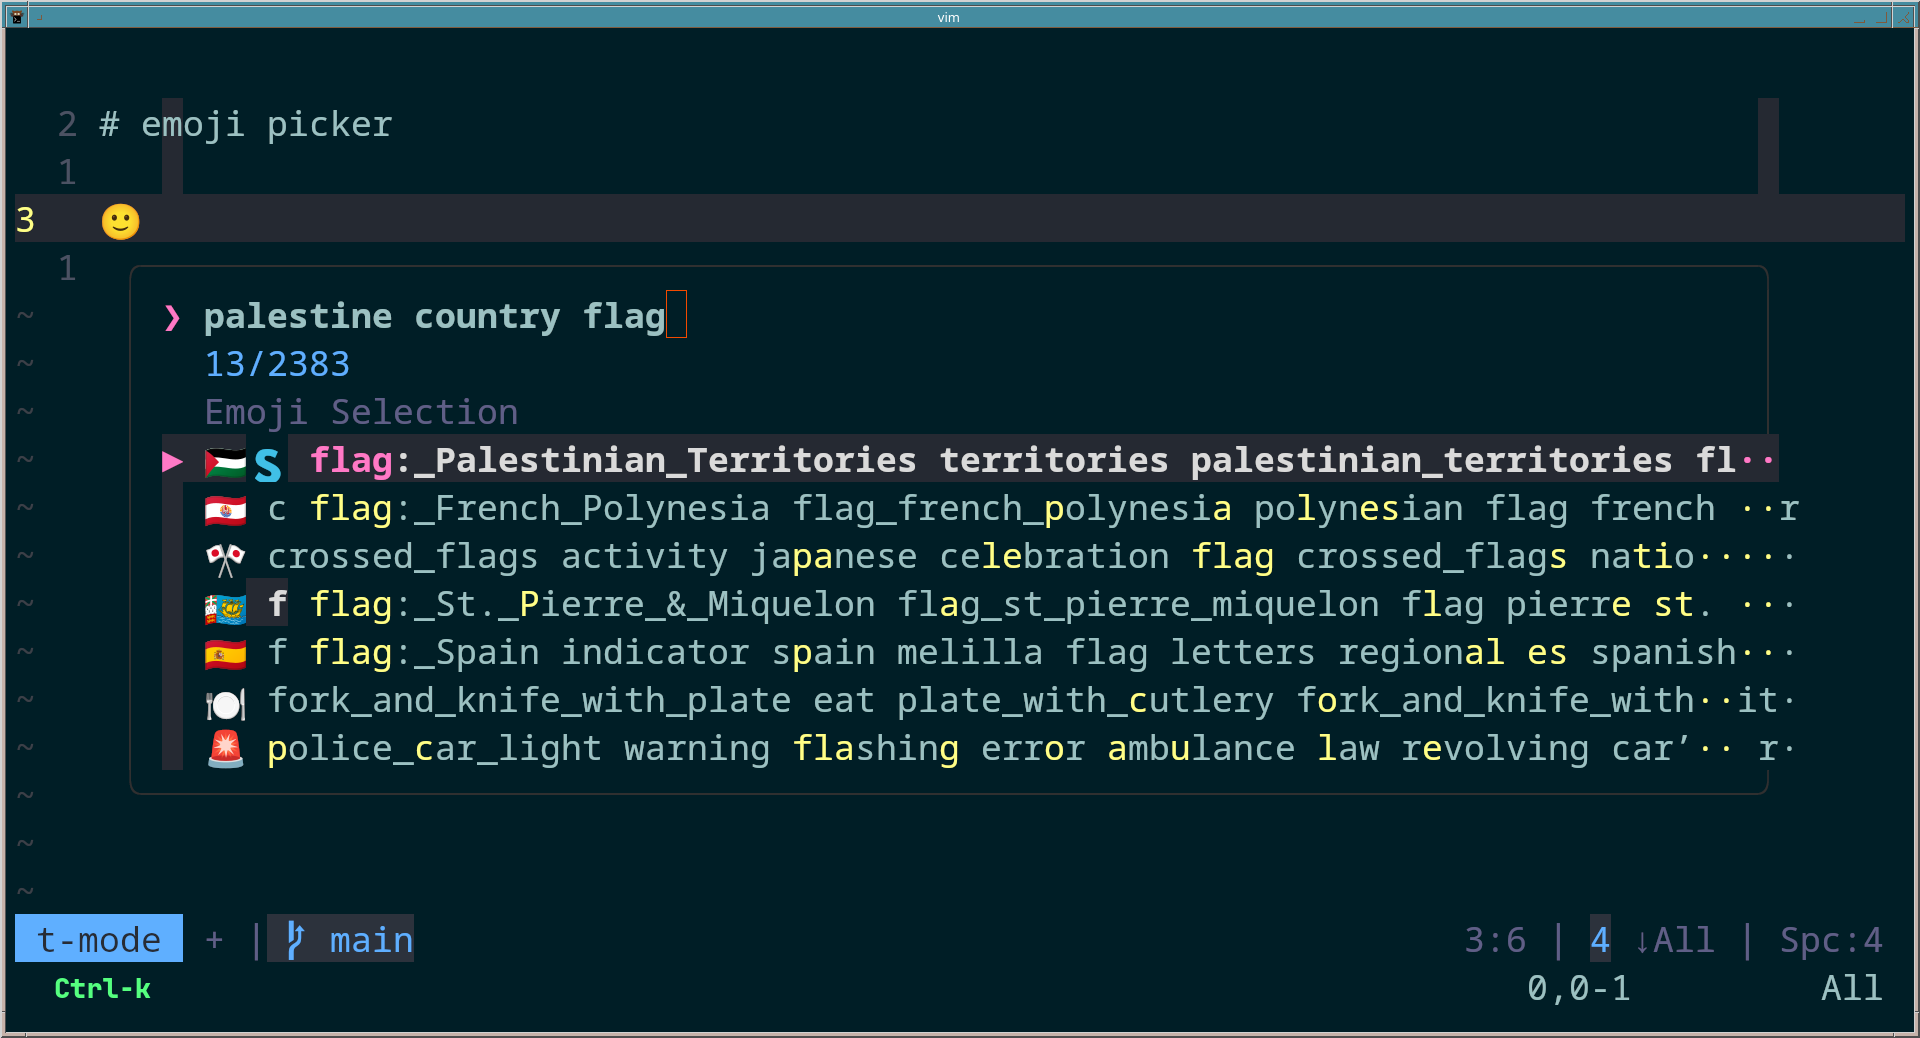 vim
2 # emoji picker
1
3 🙂
1
❯ palestine country flag
~
13/2383
~
Emoji Selection
~
▶ 🇵🇸 S flag:_Palestinian_Territories territories palestinian_territories fl··
~
🇵🇫 c flag:_French_Polynesia flag_french_polynesia polynesian flag french ··r
~
🎌 crossed_flags activity japanese celebration flag crossed_flags natio·····
~
🇵🇲 f flag:_St._Pierre_&_Miquelon flag_st_pierre_miquelon flag pierre st. ···
~
🇪🇸 f flag:_Spain indicator spain melilla flag letters regional es spanish···
~
🍽 fork_and_knife_with_plate eat plate_with_cutlery fork_and_knife_with··it·
~
🚨 police_car_light warning flashing error ambulance law revolving car’·· r·
~
~
~
~
t-mode + | main 3:6 | 4 ↓All | Spc:4
Ctrl-k 0,0-1 All